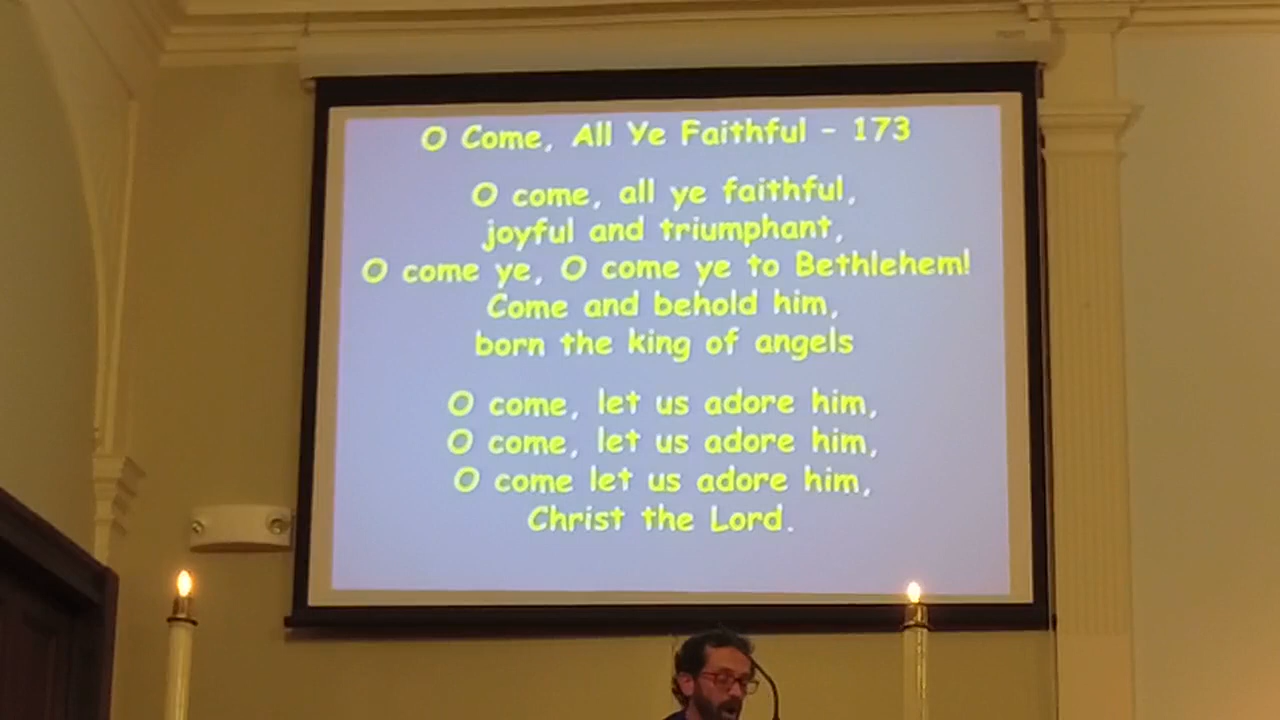 O Come, All Ye Faithful - 173
O come, all ye faithful,
joyful and triumphant,
O come ye, O come ye to Bethlehem!
Come and behold him,
born the king of angels
O come, let us adore him,
O come, let us adore him,
O come let us adore him,
Christ the Lord.